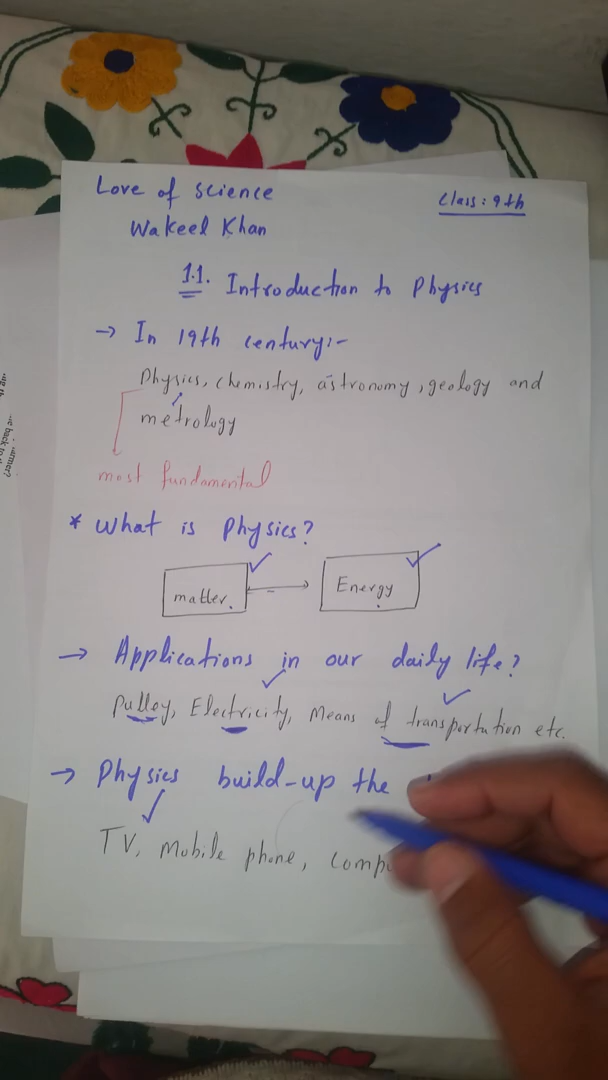 Love of science
Class: 9th
Wakeel Khan
1.1. Introduction to Physics
→ In 19th century:-
Physics, chemistry, astronomy, geology and
metrology
most fundamental
* What is physics?
matter. Energy
→ Applications in our daily life?
Pulley, Electricity, Means of transportation etc.
→ Physics build-up the
TV, Mobile phone,